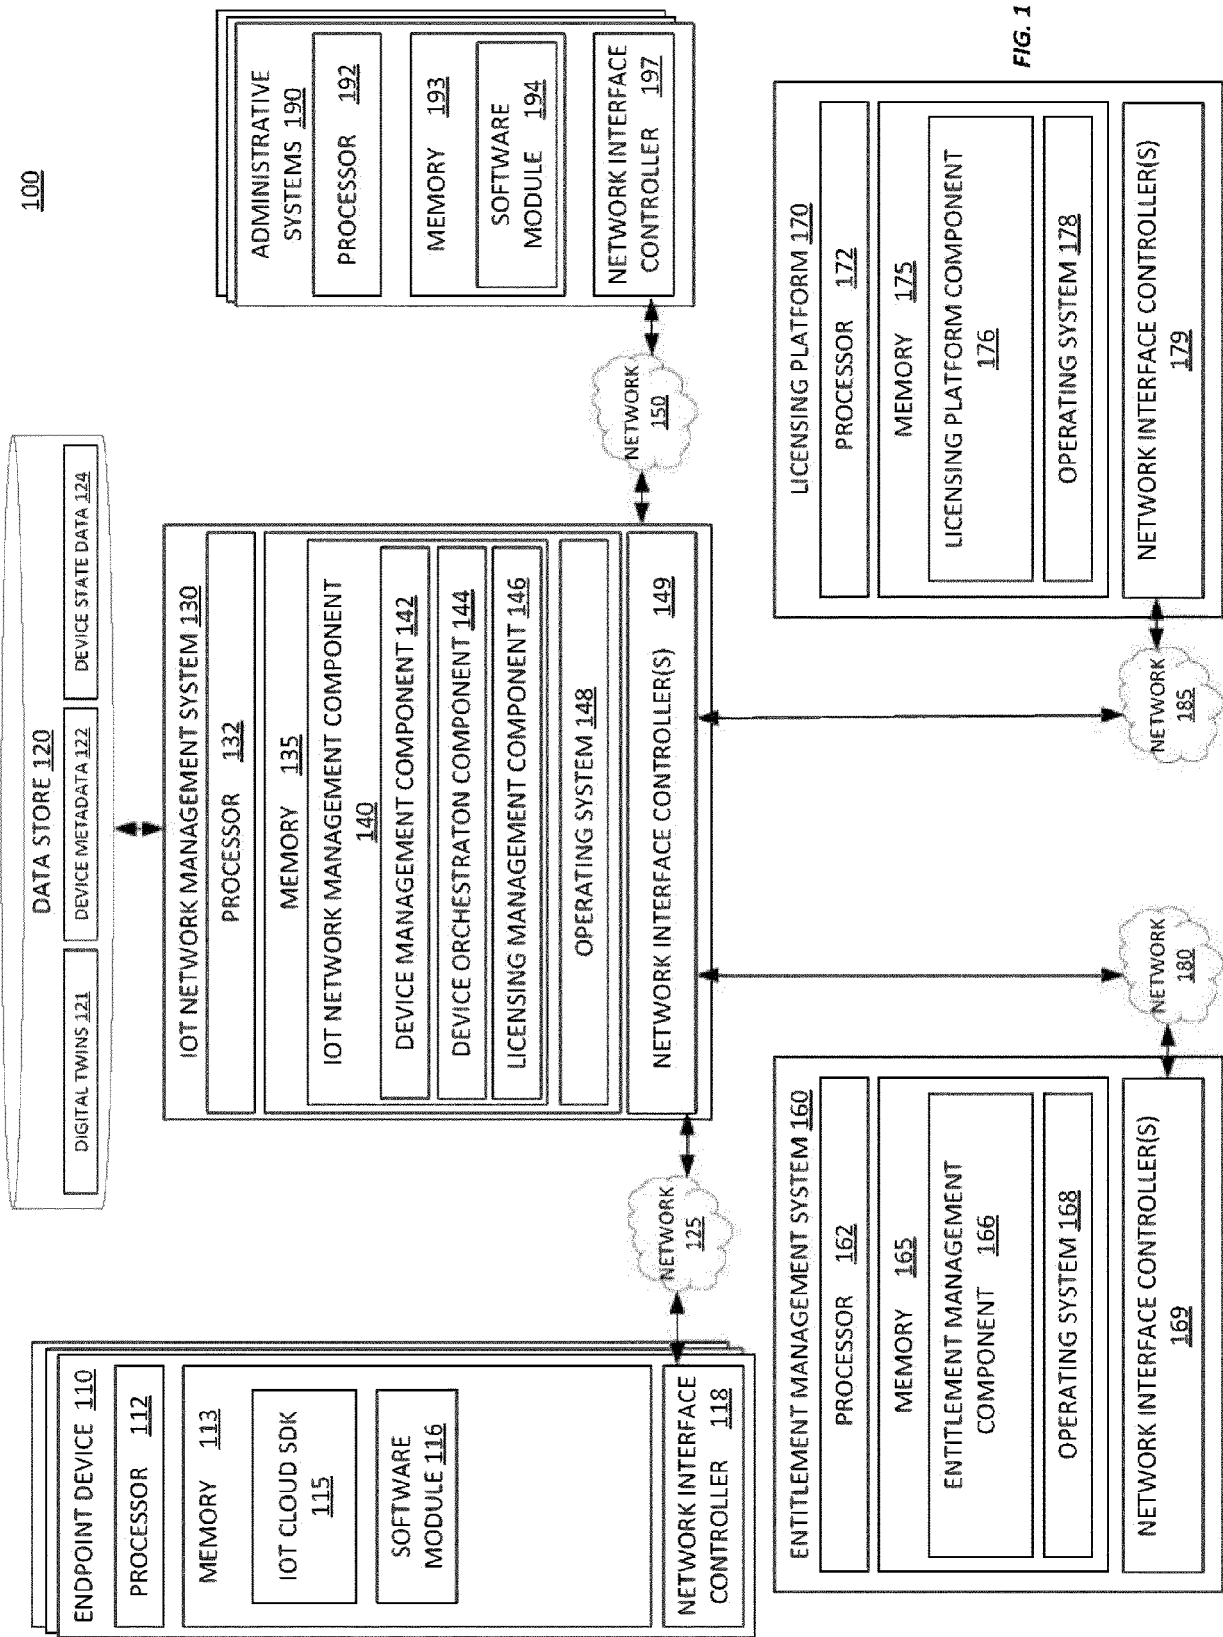 100
DATA STORE 120
DIGITAL TWINS 121
DEVICE METADATA 122
DEVICE STATE DATA 124
ENDPOINT DEVICE 110
PROCESSOR 112
MEMORY 113
IOT CLOUD SDK
115
SOFTWARE
MODULE 116
NETWORK INTERFACE
CONTROLLER 118
NETWORK
125
IOT NETWORK MANAGEMENT SYSTEM 130
PROCESSOR 132
MEMORY 135
IOT NETWORK MANAGEMENT COMPONENT
140
DEVICE MANAGEMENT COMPONENT 142
DEVICE ORCHESTRATON COMPONENT 144
LICENSING MANAGEMENT COMPONENT 146
OPERATING SYSTEM 148
NETWORK INTERFACE CONTROLLER(S) 149
NETWORK
150
ADMINISTRATIVE
SYSTEMS 190
PROCESSOR 192
MEMORY 193
SOFTWARE
MODULE 194
NETWORK INTERFACE
CONTROLLER 197
ENTITLEMENT MANAGEMENT SYSTEM 160
PROCESSOR 162
MEMORY 165
ENTITLEMENT MANAGEMENT
COMPONENT 166
OPERATING SYSTEM 168
NETWORK INTERFACE CONTROLLER(S)
169
NETWORK
180
NETWORK
185
LICENSING PLATFORM 170
PROCESSOR 172
MEMORY 175
LICENSING PLATFORM COMPONENT
176
OPERATING SYSTEM 178
NETWORK INTERFACE CONTROLLER(S)
179
FIG. 1